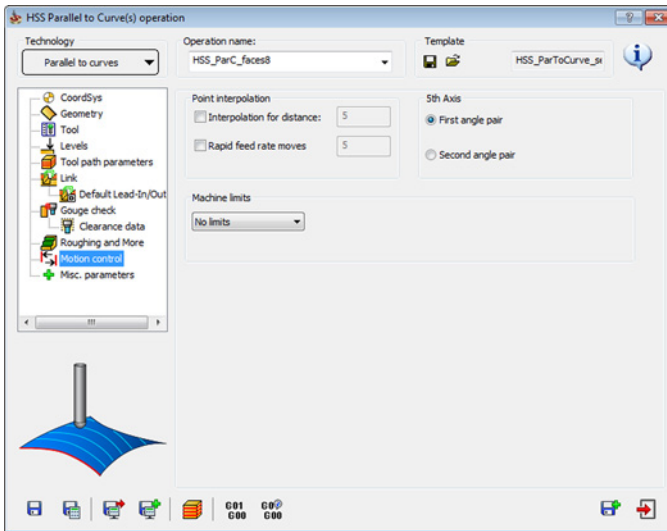 HSS Parallel to Curve(s) operation
Technology
Parallel to curves
Operation name:
HSS_ParC_faces8
Template
HSS_ParToCurve_se
CoordSys
Geometry
Tool
Levels
Tool path parameters
Link
Default Lead-In/Out
Gouge check
Clearance data
Roughing and More
Motion control
Misc. parameters
Point interpolation
Interpolation for distance: 5
Rapid feed rate moves 5
5th Axis
First angle pair
Second angle pair
Machine limits
No limits
G01
G00
G0
G00